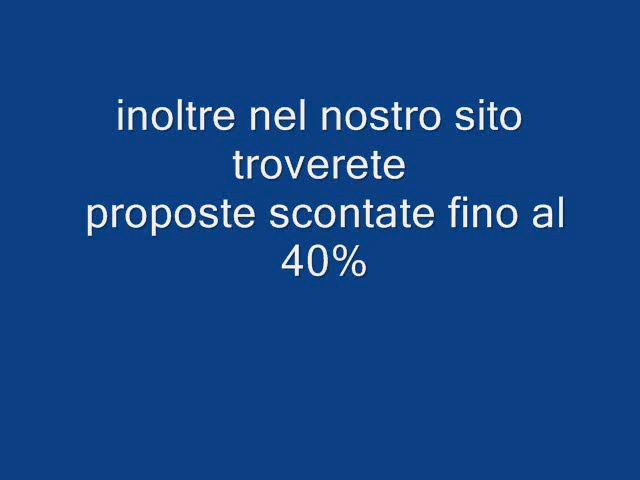 inoltre nel nostro sito
troverete
proposte scontate fino al
40%